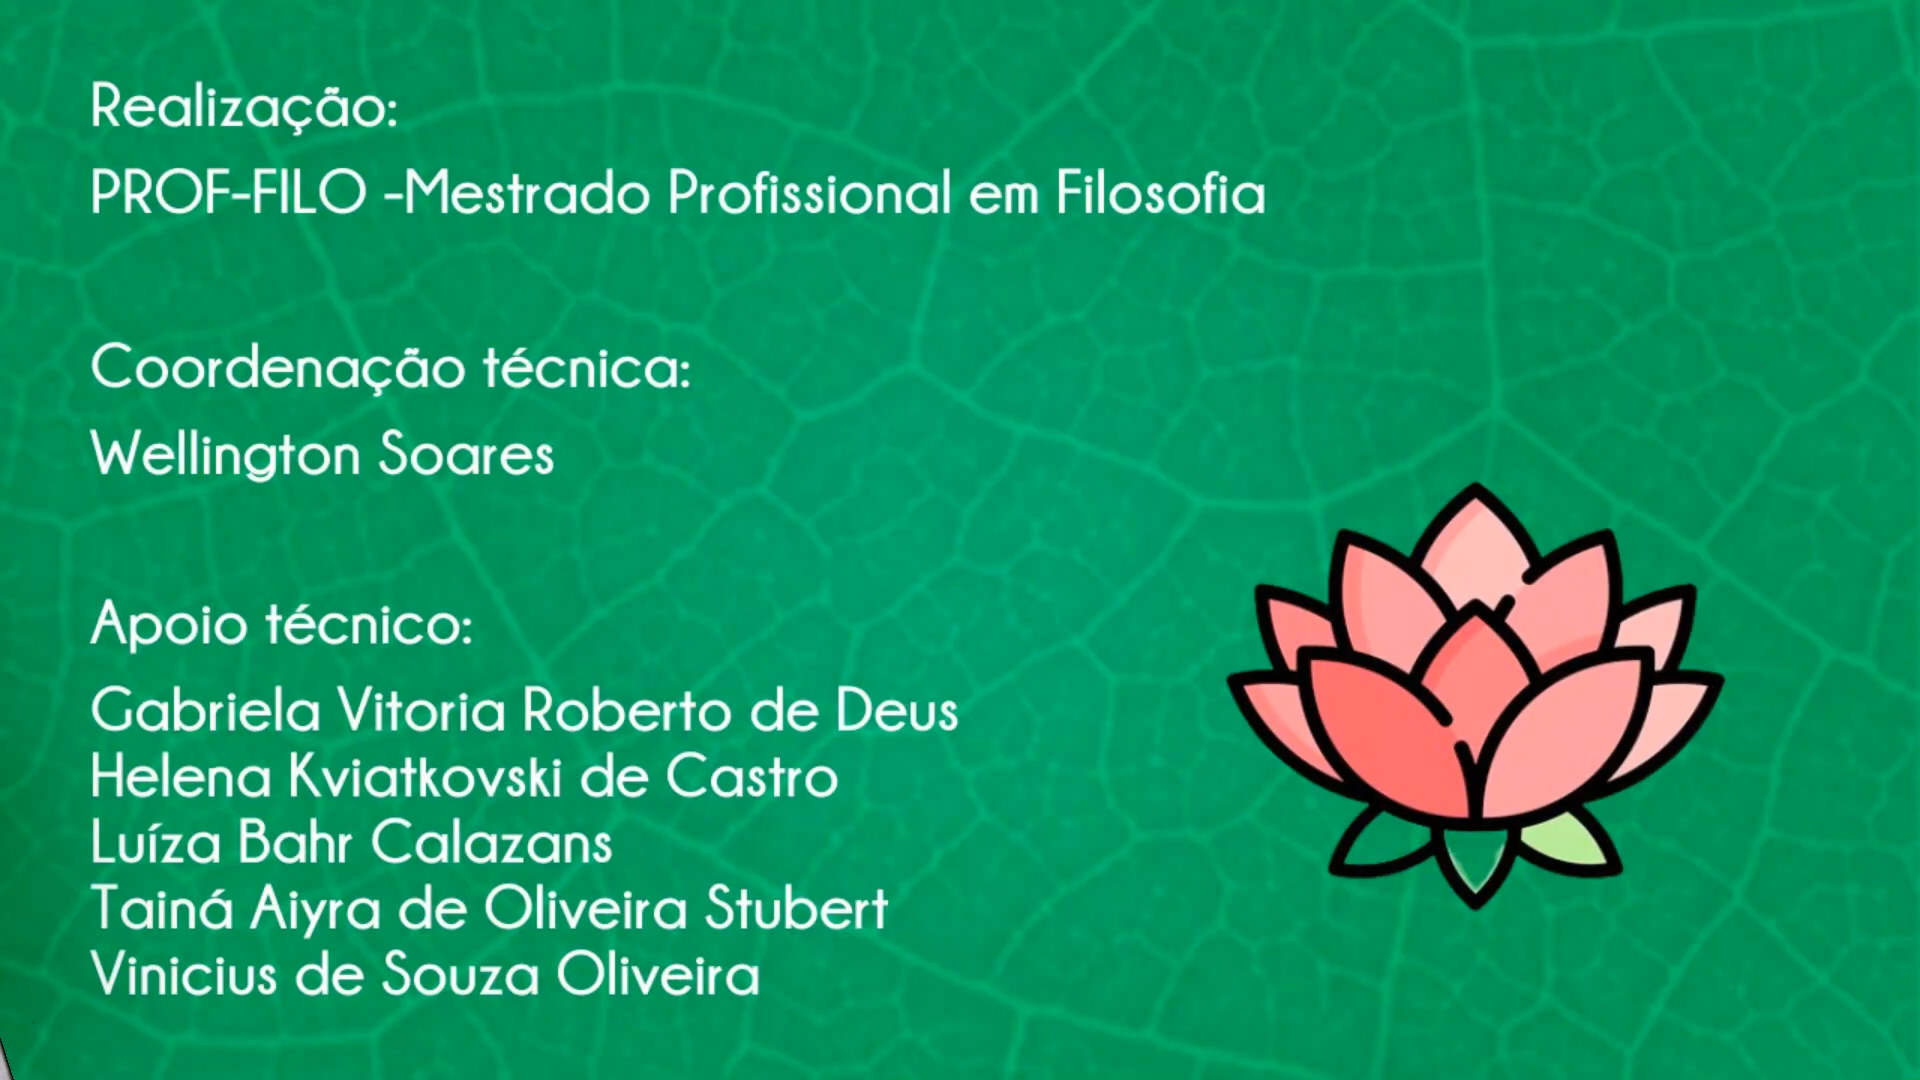 Realização:
PROF-FILO -Mestrado Profissional em Filosofia
Coordenação técnica:
Wellington Soares
Apoio técnico:
Gabriela Vitoria Roberto de Deus
Helena Kviatkovski de Castro
Luíza Bahr Calazans
Tainá Aiyra de Oliveira Stubert
Vinicius de Souza Oliveira